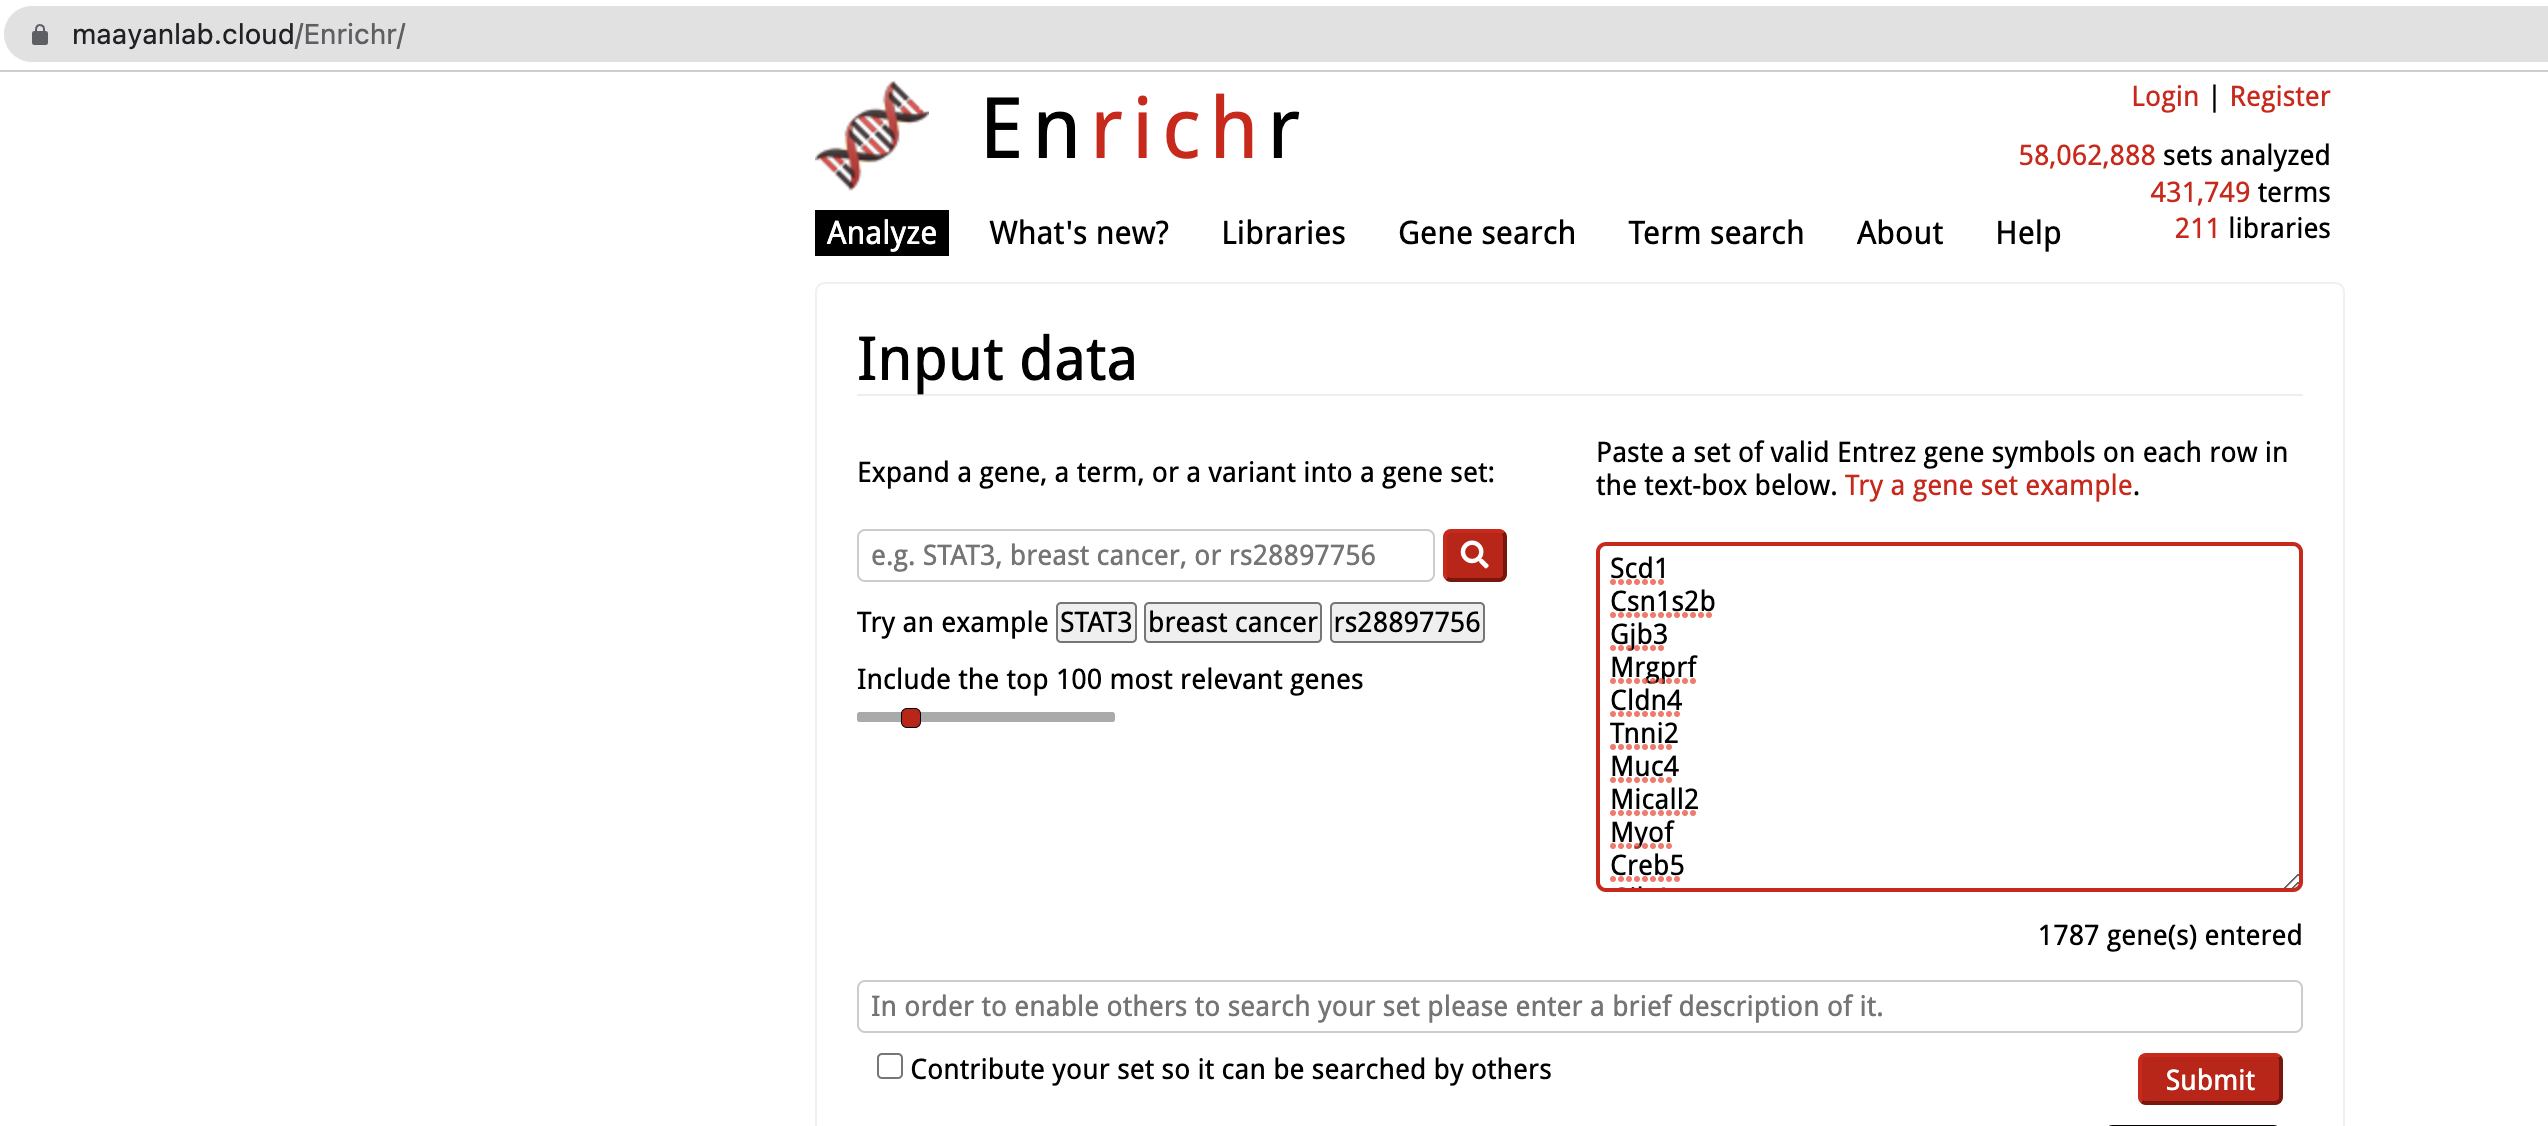 maayanlab.cloud/Enrichr/
Enrichr
Login | Register
58,062,888 sets analyzed
431,749 terms
211 libraries
Analyze What's new? Libraries Gene search Term search About Help
Input data
Expand a gene, a term, or a variant into a gene set:
e.g. STAT3, breast cancer, or rs28897756
Try an example STAT3 breast cancer rs28897756
Include the top 100 most relevant genes
Paste a set of valid Entrez gene symbols on each row in
the text-box below. Try a gene set example.
Scd1
Csn1s2b
Gjb3
Mrgprf
Cldn4
Tnni2
Muc4
Micall2
Myof
Creb5
1787 gene(s) entered
In order to enable others to search your set please enter a brief description of it.
Contribute your set so it can be searched by others
Submit